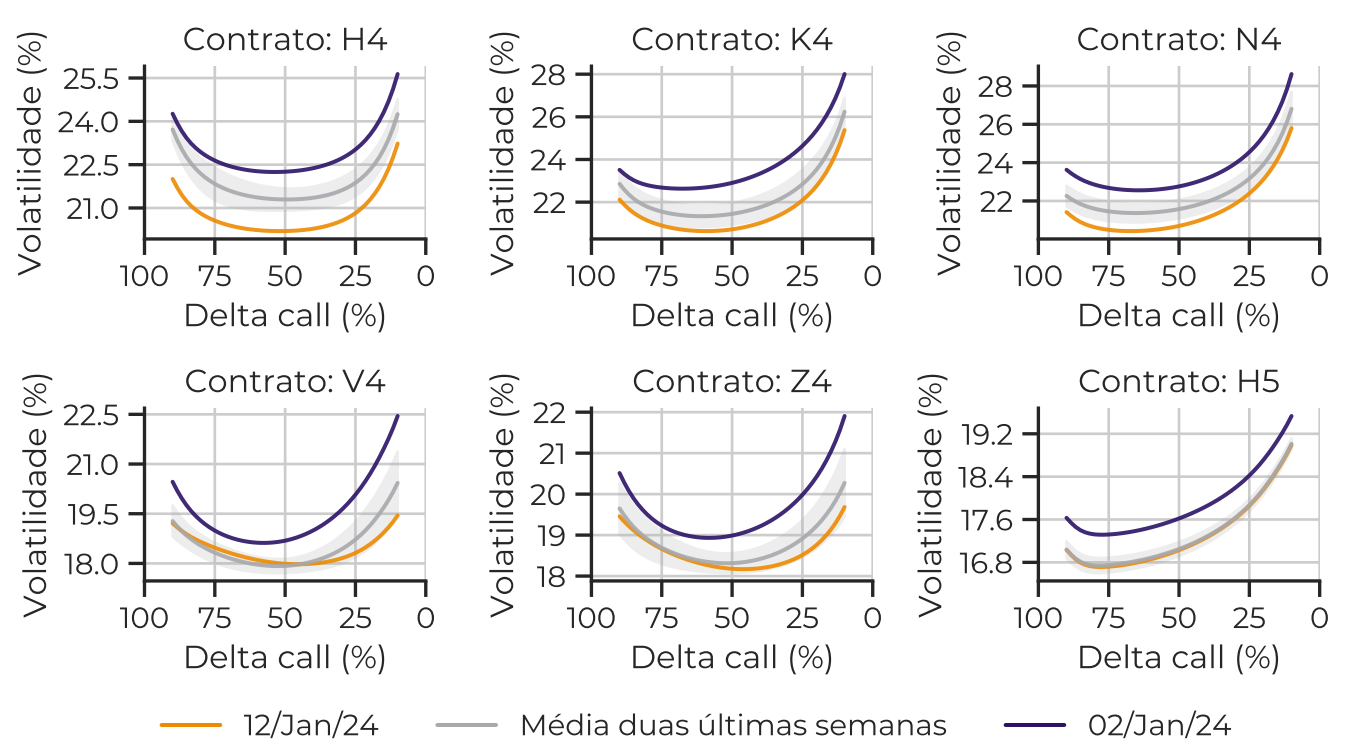 Contrato: H4
Volatilidade (%)
25.5
24.0
22.5
21.0
100 75 50 25 0
Delta call (%)
Contrato: K4
Volatilidade (%)
28
26
24
22
100 75 50 25 0
Delta call (%)
Contrato: N4
Volatilidade (%)
28
26
24
22
100 75 50 25 0
Delta call (%)
Contrato: V4
Volatilidade (%)
22.5
21.0
19.5
18.0
100 75 50 25 0
Delta call (%)
Contrato: Z4
Volatilidade (%)
22
21
20
19
18
100 75 50 25 0
Delta call (%)
Contrato: H5
Volatilidade (%)
19.2
18.4
17.6
16.8
100 75 50 25 0
Delta call (%)
12/Jan/24 Média duas últimas semanas 02/Jan/24